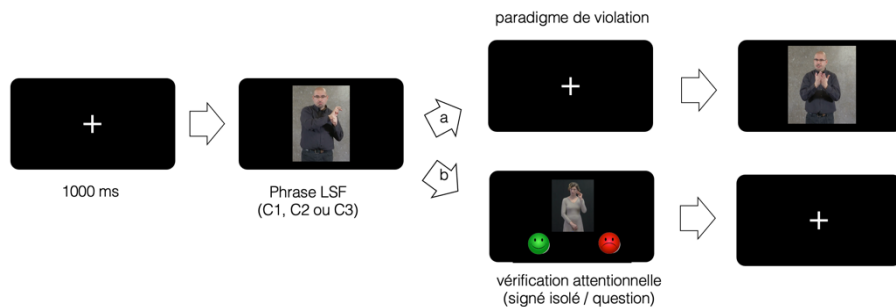 paradigme de violation
a
b
1000 ms
Phrase LSF
(C1, C2 ou C3)
vérification attentionnelle
(signé isolé / question)